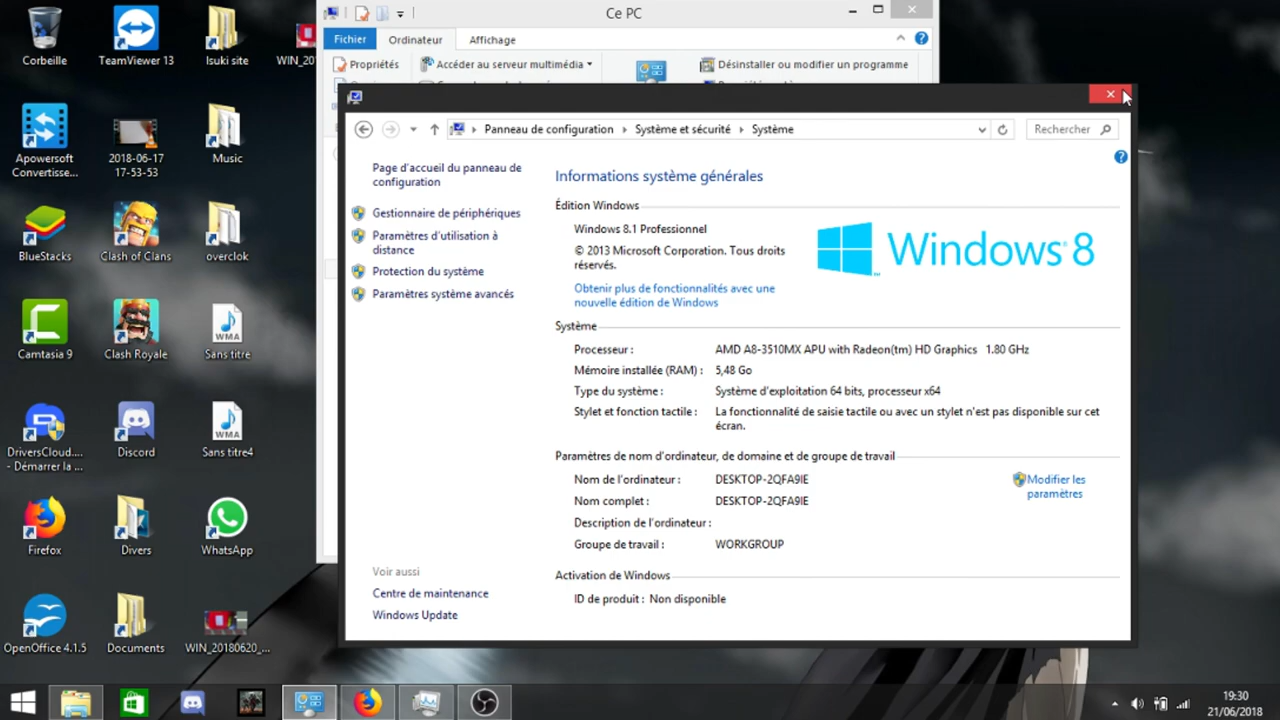 Corbeille
TeamViewer 13
Isuki site
WIN_20
Apowersoft
Convertisse...
2018-06-17
17-53-53
Music
BlueStacks
Clash of Clans
overclok
Camtasia 9
Clash Royale
WMA
Sans titre
DriversCloud....
- Démarrer la ...
Discord
WMA
Sans titre4
Firefox
Divers
WhatsApp
OpenOffice 4.1.5
Documents
WIN_20180620_...
Ce PC
Fichier
Ordinateur
Affichage
Propriétés
Accéder au serveur multimédia
Désinstaller ou modifier un programme
Panneau de configuration
Système et sécurité
Système
Rechercher
Page d'accueil du panneau de
configuration
Gestionnaire de périphériques
Paramètres d'utilisation à
distance
Protection du système
Paramètres système avancés
Voir aussi
Centre de maintenance
Windows Update
Informations système générales
Édition Windows
Windows 8.1 Professionnel
© 2013 Microsoft Corporation. Tous droits
réservés.
Obtenir plus de fonctionnalités avec une
nouvelle édition de Windows
Windows 8
Système
Processeur : AMD A8-3510MX APU with Radeon(tm) HD Graphics 1.80 GHz
Mémoire installée (RAM) : 5,48 Go
Type du système : Système d'exploitation 64 bits, processeur x64
Stylet et fonction tactile : La fonctionnalité de saisie tactile ou avec un stylet n'est pas disponible sur cet
écran.
Paramètres de nom d'ordinateur, de domaine et de groupe de travail
Nom de l'ordinateur : DESKTOP-2QFA9IE
Modifier les
paramètres
Nom complet : DESKTOP-2QFA9IE
Description de l'ordinateur :
Groupe de travail : WORKGROUP
Activation de Windows
ID de produit : Non disponible
19:30
21/06/2018